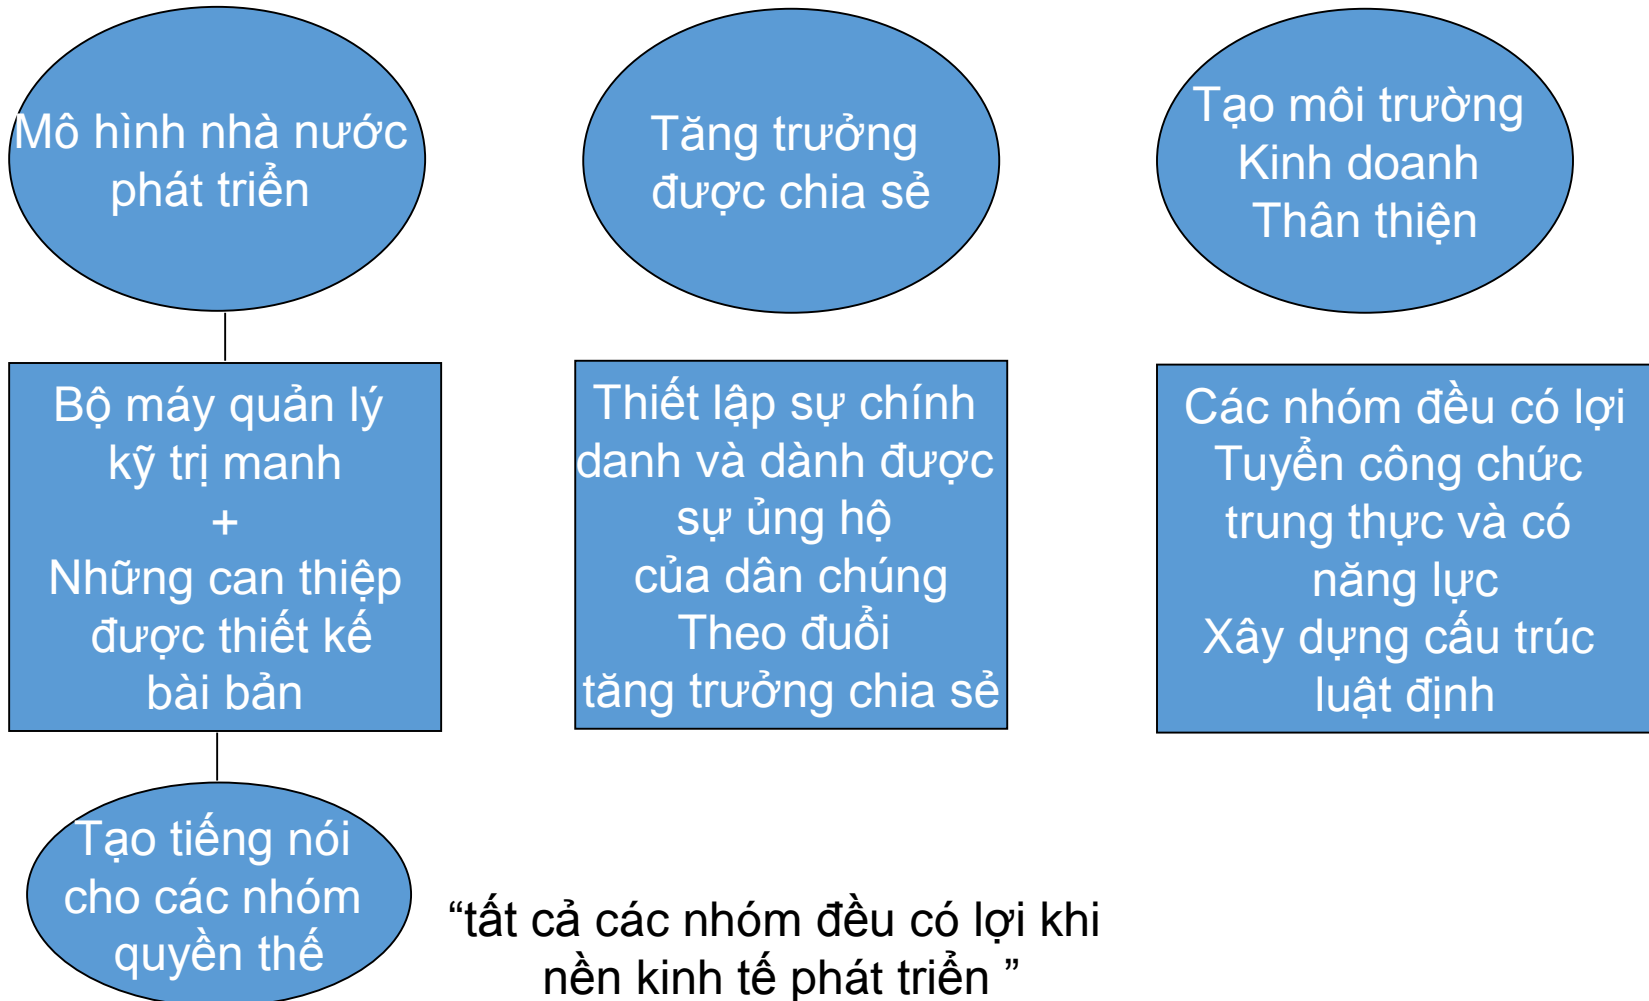 Mô hình nhà nước
phát triển
Tăng trưởng
được chia sẻ
Tạo môi trường
Kinh doanh
Thân thiện
Bộ máy quản lý
kỹ trị manh
+
Những can thiệp
được thiết kế
bài bản
Thiết lập sự chính
danh và dành được
sự ủng hộ
của dân chúng
Theo đuổi
tăng trưởng chia sẻ
Các nhóm đều có lợi
Tuyển công chức
trung thực và có
năng lực
Xây dựng cấu trúc
luật định
Tạo tiếng nói
cho các nhóm
quyền thế
“tất cả các nhóm đều có lợi khi
nền kinh tế phát triển ”